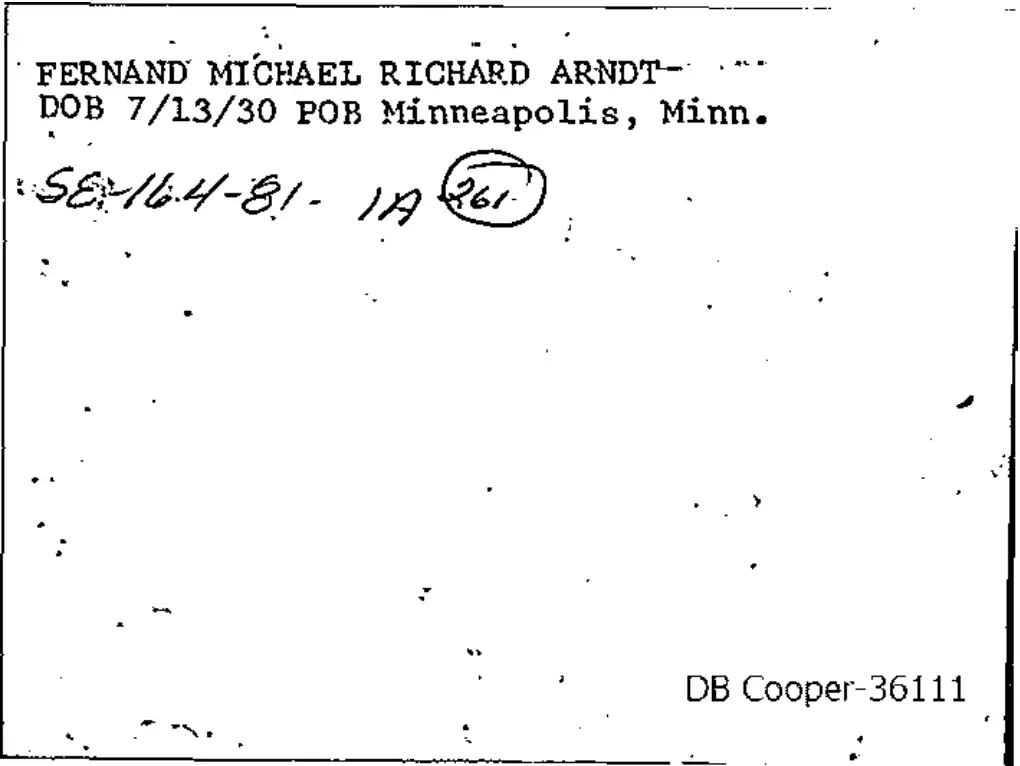 FERNAND MICHAEL RICHARD ARNDT-
DOB 7/13/30 POB Minneapolis, Minn.
SE-164-81- 1A 261
DB Cooper-36111